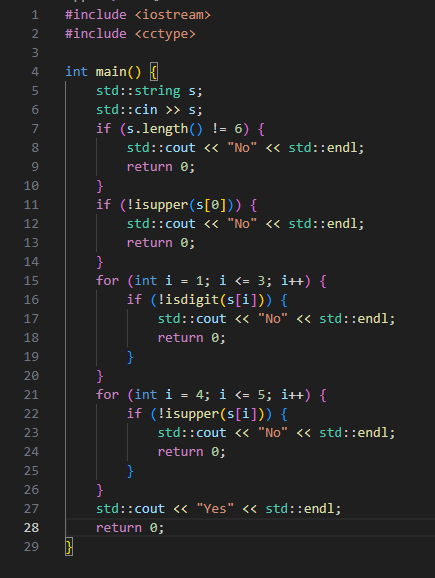 1 #include <iostream>
2 #include <cctype>
3
4 int main() {
5 std::string s;
6 std::cin >> s;
7 if (s.length() != 6) {
8 std::cout << "No" << std::endl;
9 return 0;
10 }
11 if (!isupper(s[0])) {
12 std::cout << "No" << std::endl;
13 return 0;
14 }
15 for (int i = 1; i <= 3; i++) {
16 if (!isdigit(s[i])) {
17 std::cout << "No" << std::endl;
18 return 0;
19 }
20 }
21 for (int i = 4; i <= 5; i++) {
22 if (!isupper(s[i])) {
23 std::cout << "No" << std::endl;
24 return 0;
25 }
26 }
27 std::cout << "Yes" << std::endl;
28 return 0;
29 }